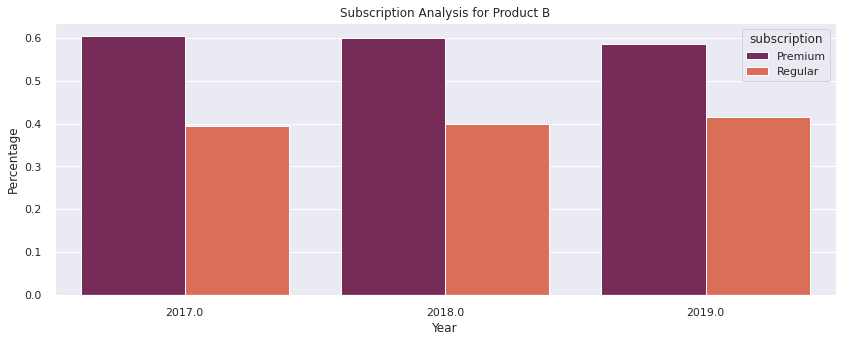 Subscription Analysis for Product B
subscription
Premium
Regular
Percentage
0.6
0.5
0.4
0.3
0.2
0.1
0.0
2017.0 2018.0 2019.0
Year